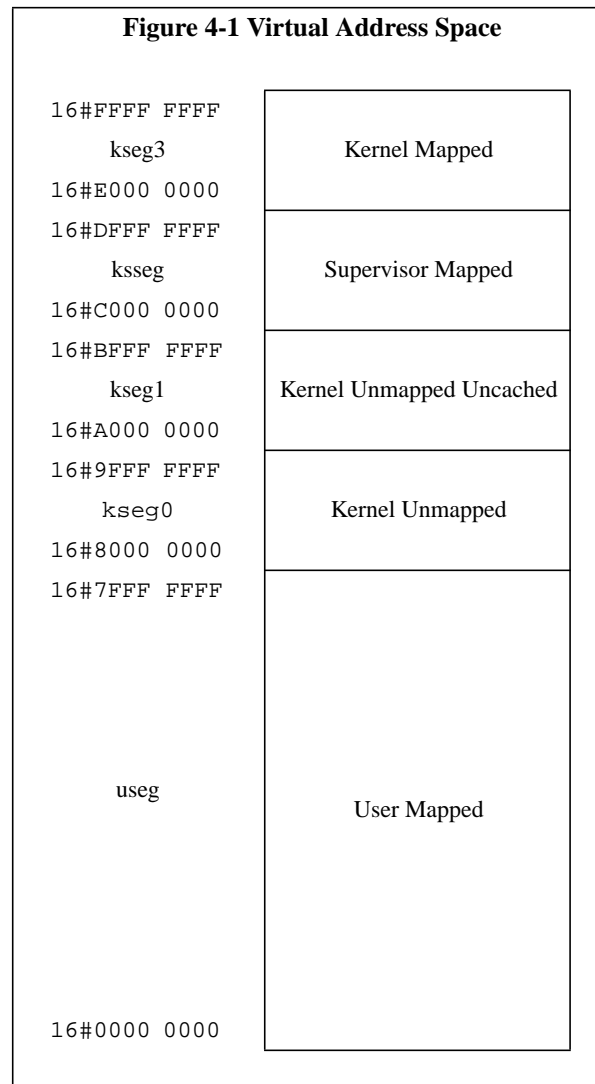 Figure 4-1 Virtual Address Space
16#FFFF FFFF
kseg3
Kernel Mapped
16#E000 0000
16#DFFF FFFF
ksseg
Supervisor Mapped
16#C000 0000
16#BFFF FFFF
kseg1
Kernel Unmapped Uncached
16#A000 0000
16#9FFF FFFF
kseg0
Kernel Unmapped
16#8000 0000
16#7FFF FFFF
useg
User Mapped
16#0000 0000